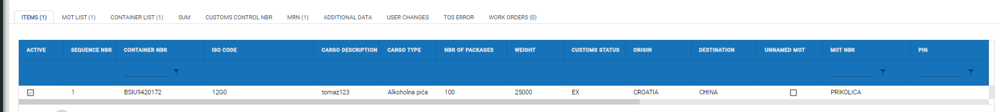 ITEMS (1) MOT LIST (1) CONTAINER LIST (1) SUM CUSTOMS CONTROL NBR MRN (1) ADDITIONAL DATA USER CHANGES TOS ERROR WORK ORDERS (0)
ACTIVE SEQUENCE NBR CONTAINER NBR ISO CODE CARGO DESCRIPTION CARGO TYPE NBR OF PACKAGES WEIGHT CUSTOMS STATUS ORIGIN DESTINATION UNNAMED MOT MOT NBR PIN
1 BSIU9420172 12G0 tomaz123 Alkoholna pića 100 25000 EX CROATIA CHINA PRIKOLICA